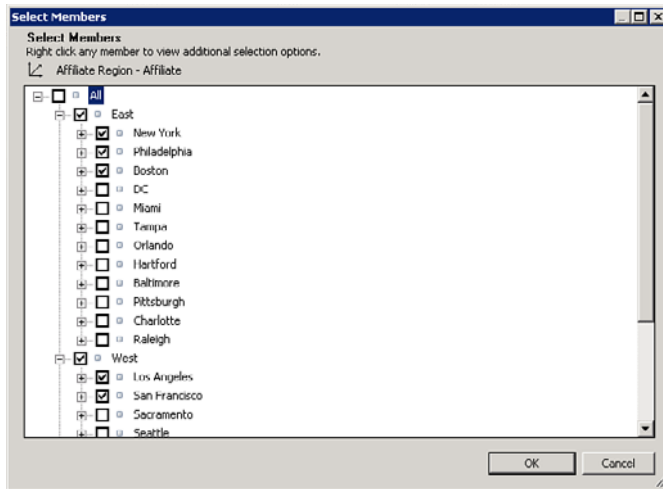 Select Members
Select Members
Right click any member to view additional selection options.
Affiliate Region - Affiliate
All
East
New York
Philadelphia
Boston
DC
Miami
Tampa
Orlando
Hartford
Baltimore
Pittsburgh
Charlotte
Raleigh
West
Los Angeles
San Francisco
Sacramento
Seattle
OK Cancel